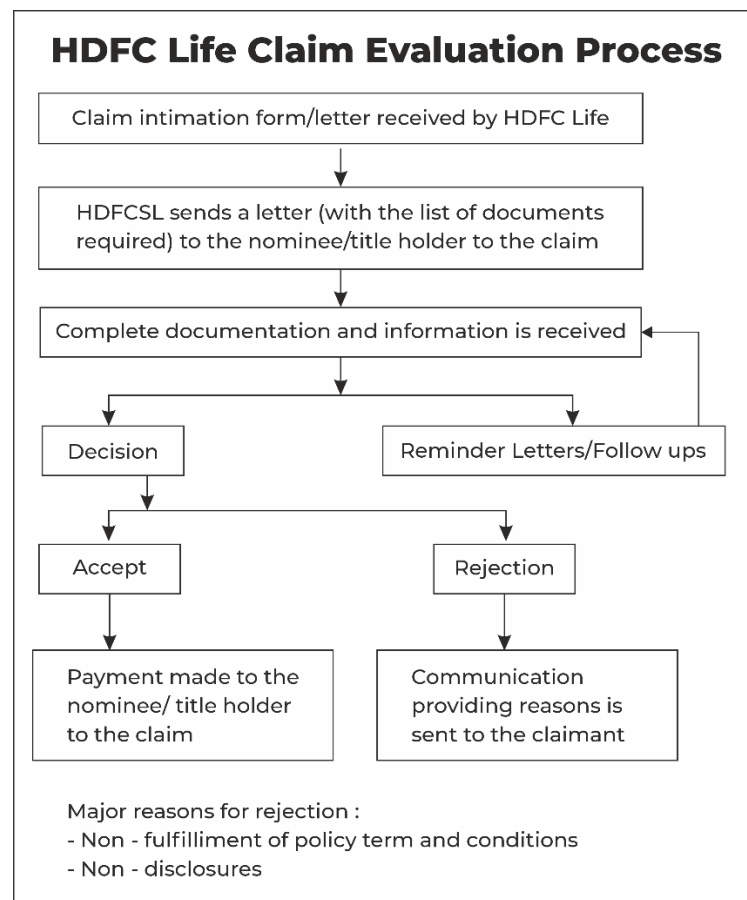 HDFC Life Claim Evaluation Process
Claim intimation form/letter received by HDFC Life
HDFCSL sends a letter (with the list of documents
required) to the nominee/title holder to the claim
Complete documentation and information is received
Decision
Reminder Letters/Follow ups
Accept
Rejection
Payment made to the
nominee/ title holder
to the claim
Communication
providing reasons is
sent to the claimant
Major reasons for rejection :
- Non - fulfilliment of policy term and conditions
- Non - disclosures